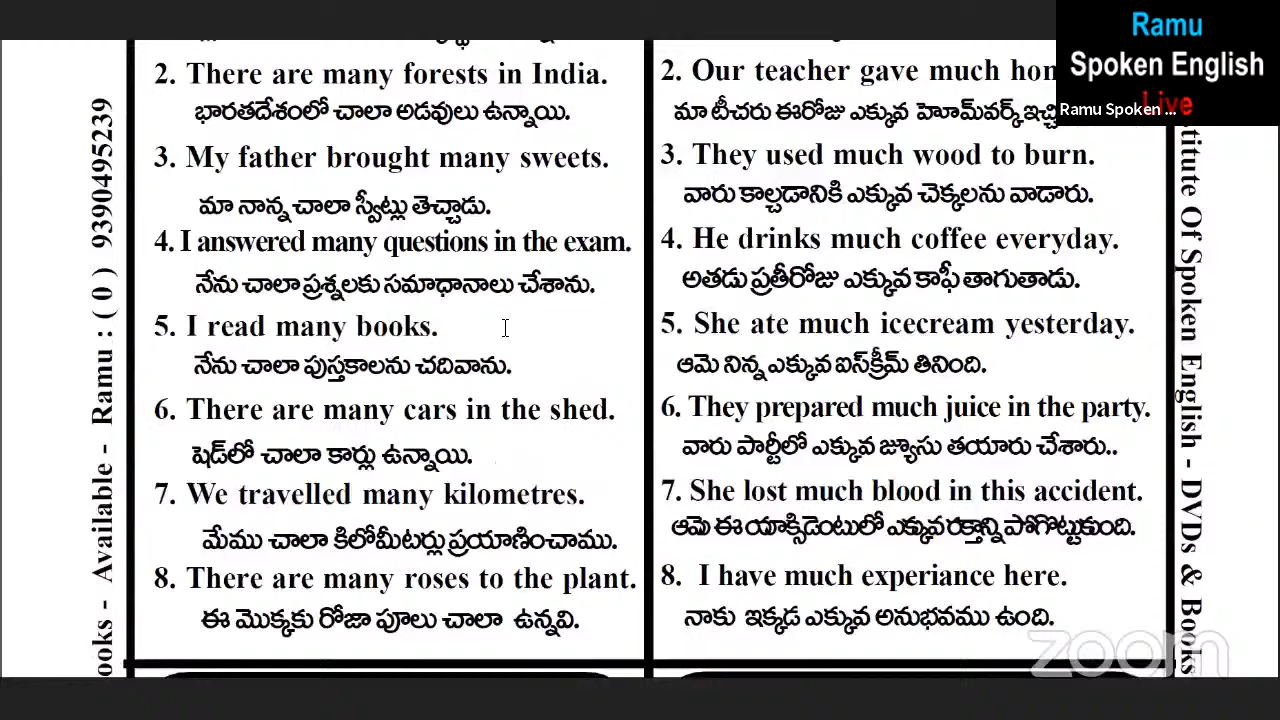 Ramu
Spoken English
Live
Ramu Spoken ...
2. There are many forests in India.
భారతదేశంలో చాలా అడవులు ఉన్నాయి.
3. My father brought many sweets.
మా నాన్న చాలా స్వీట్లు తెచ్చాడు.
4. I answered many questions in the exam.
నేను చాలా ప్రశ్నలకు సమాధానాలు చేశాను.
5. I read many books.
నేను చాలా పుస్తకాలను చదివాను.
6. There are many cars in the shed.
షెడ్‌లో చాలా కార్లు ఉన్నాయి.
7. We travelled many kilometres.
మేము చాలా కిలోమీటర్లు ప్రయాణించాము.
8. There are many roses to the plant.
ఈ మొక్కకు రోజా పూలు చాలా ఉన్నవి.
2. Our teacher gave much
మా టీచరు ఈరోజు ఎక్కువ హెూమ్‌వర్క్
3. They used much wood to burn.
వారు కాల్చడానికి ఎక్కువ చెక్కలను వాడారు.
4. He drinks much coffee everyday.
అతడు ప్రతీరోజు ఎక్కువ కాఫీ తాగుతాడు.
5. She ate much icecream yesterday.
ఆమె నిన్న ఎక్కువ ఐస్‌క్రీమ్ తినింది.
6. They prepared much juice in the party.
వారు పార్టీలో ఎక్కువ జ్యూసు తయారు చేశారు..
7. She lost much blood in this accident.
ఆమె ఈ యాక్సిడెంటులో ఎక్కువ రక్తాన్ని పోగొట్టుకుంది.
8. I have much experiance here.
నాకు ఇక్కడ ఎక్కువ అనుభవము ఉంది.
ooks - Available - Ramu : ( 0 ) 9390495239
titute Of Spoken English - DVDs & Books
zoom